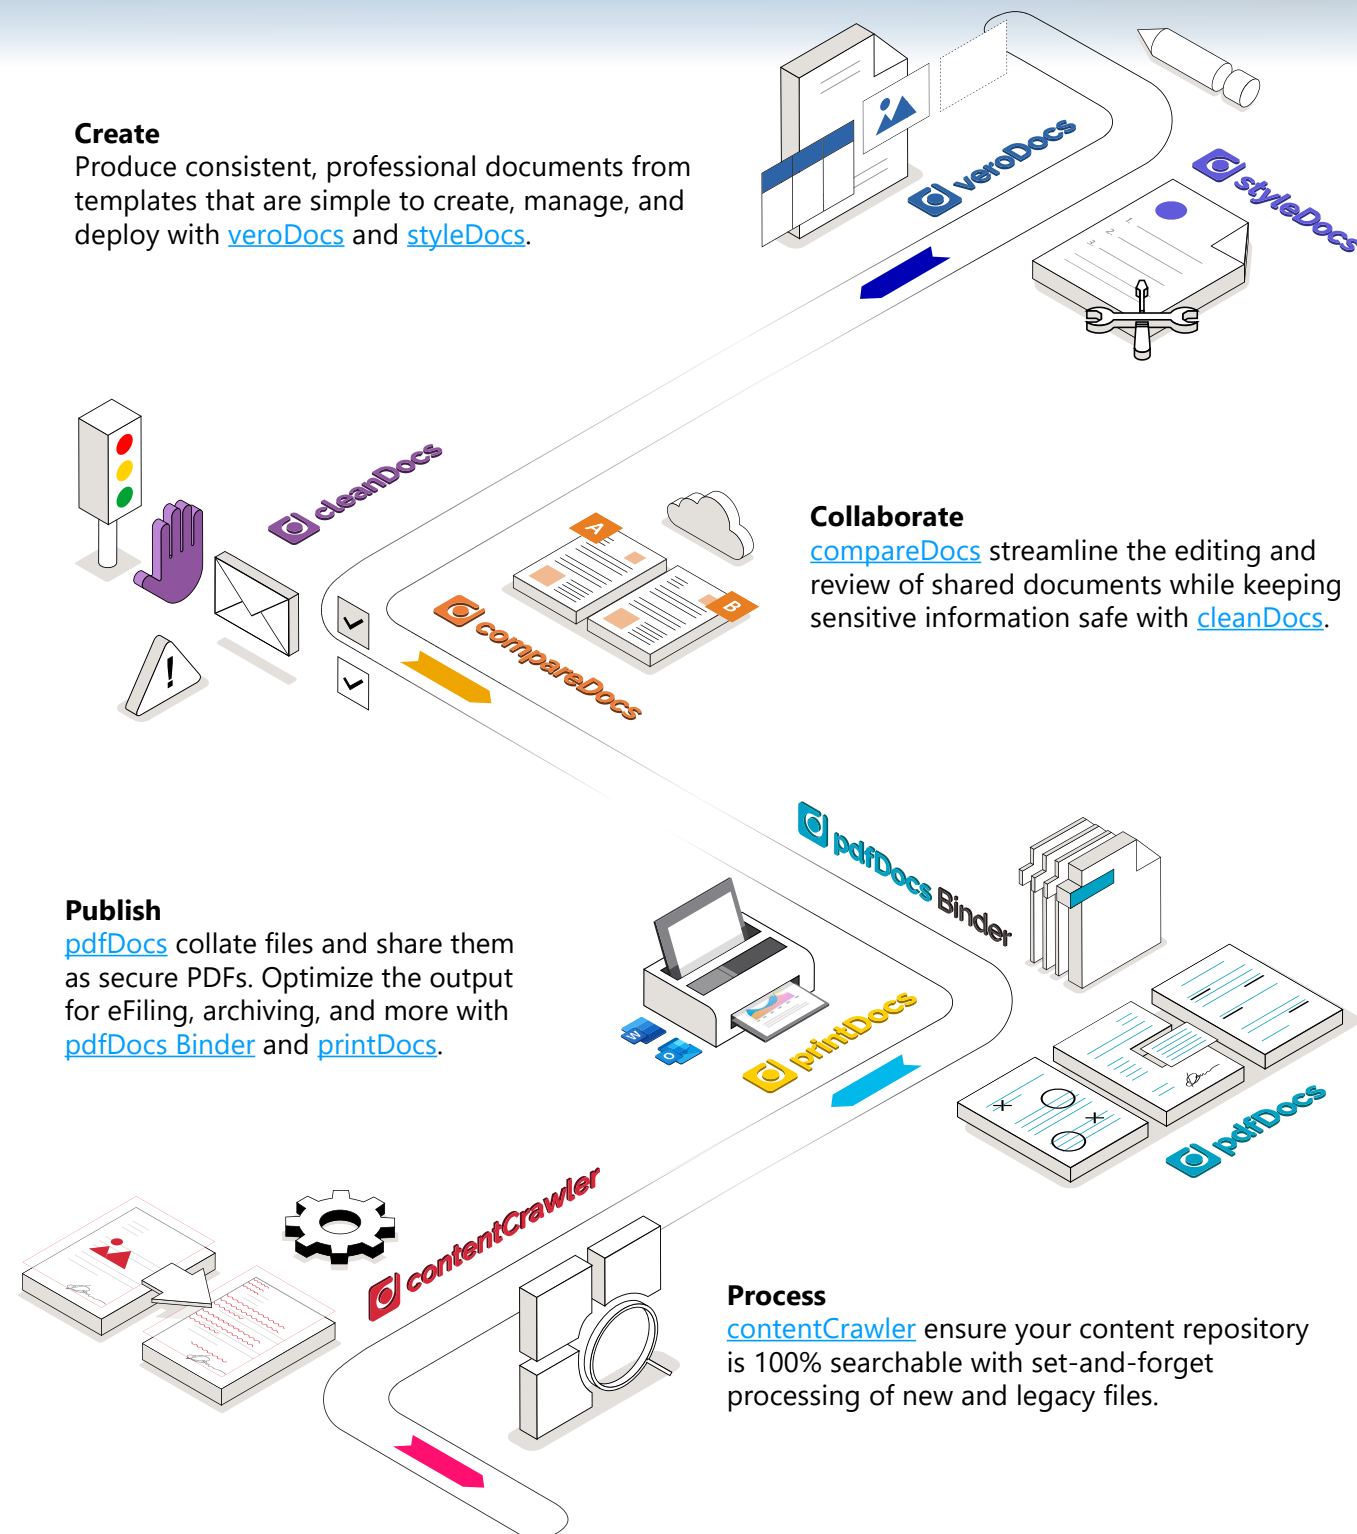 Create
Produce consistent, professional documents from
templates that are simple to create, manage, and
deploy with veroDocs and styleDocs.
veroDocs
styleDocs
1.
2.
3.
cleanDocs
A
B
compareDocs
!
Collaborate
compareDocs streamline the editing and
review of shared documents while keeping
sensitive information safe with cleanDocs.
pdfDocs Binder
Publish
pdfDocs collate files and share them
as secure PDFs. Optimize the output
for eFiling, archiving, and more with
pdfDocs Binder and printDocs.
W
O
printDocs
pdfDocs
contentCrawler
Process
contentCrawler ensure your content repository
is 100% searchable with set-and-forget
processing of new and legacy files.